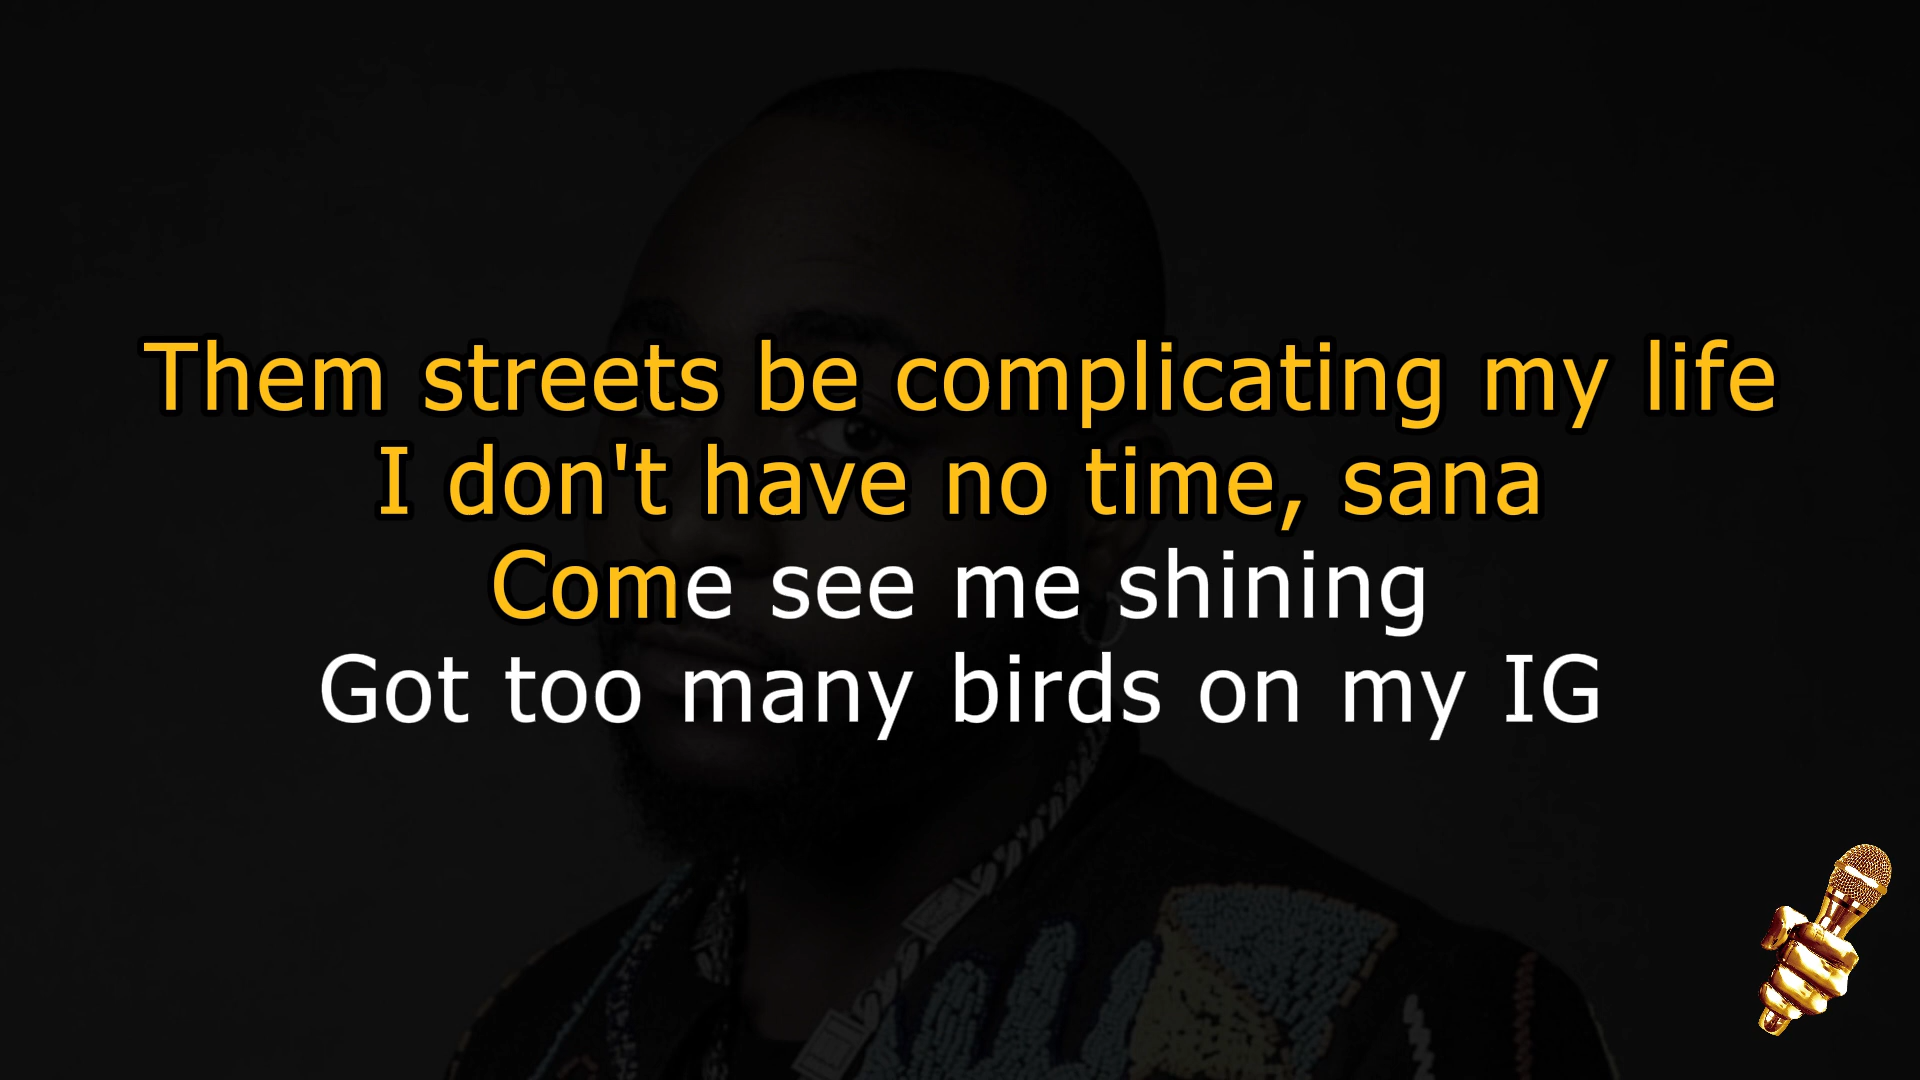 Them streets be complicating my life
I don't have no time, sana
Come see me shining
Got too many birds on my IG